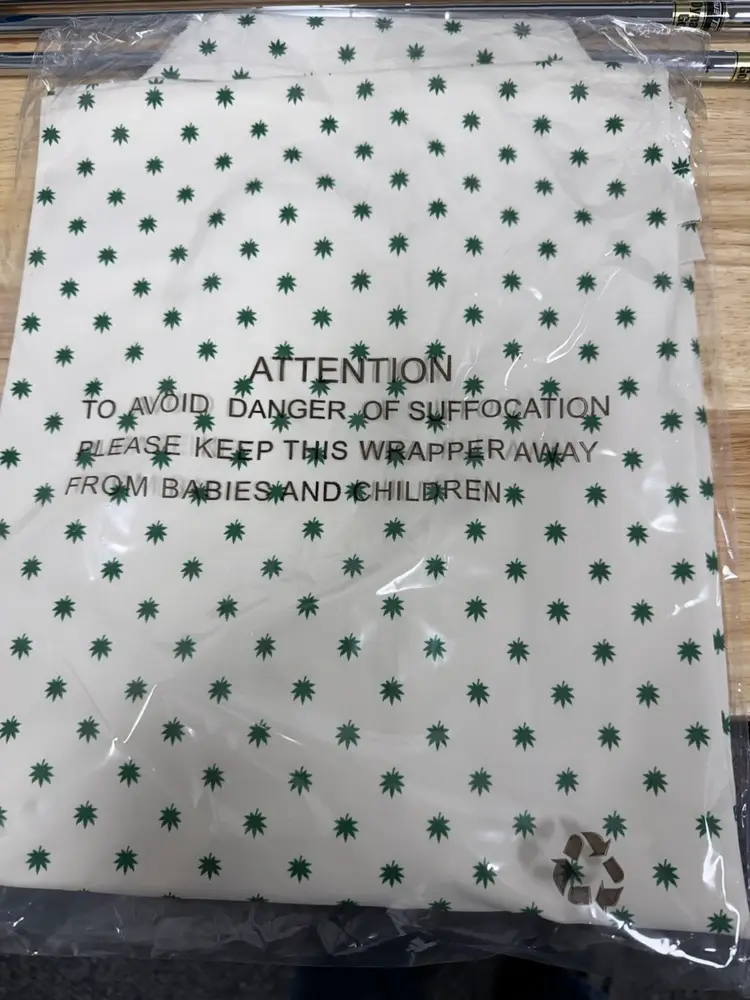 ATTENTION
TO AVOID DANGER OF SUFFOCATION
PLEASE KEEP THIS WRAPPER AWAY
FROM BABIES AND CHILDREN